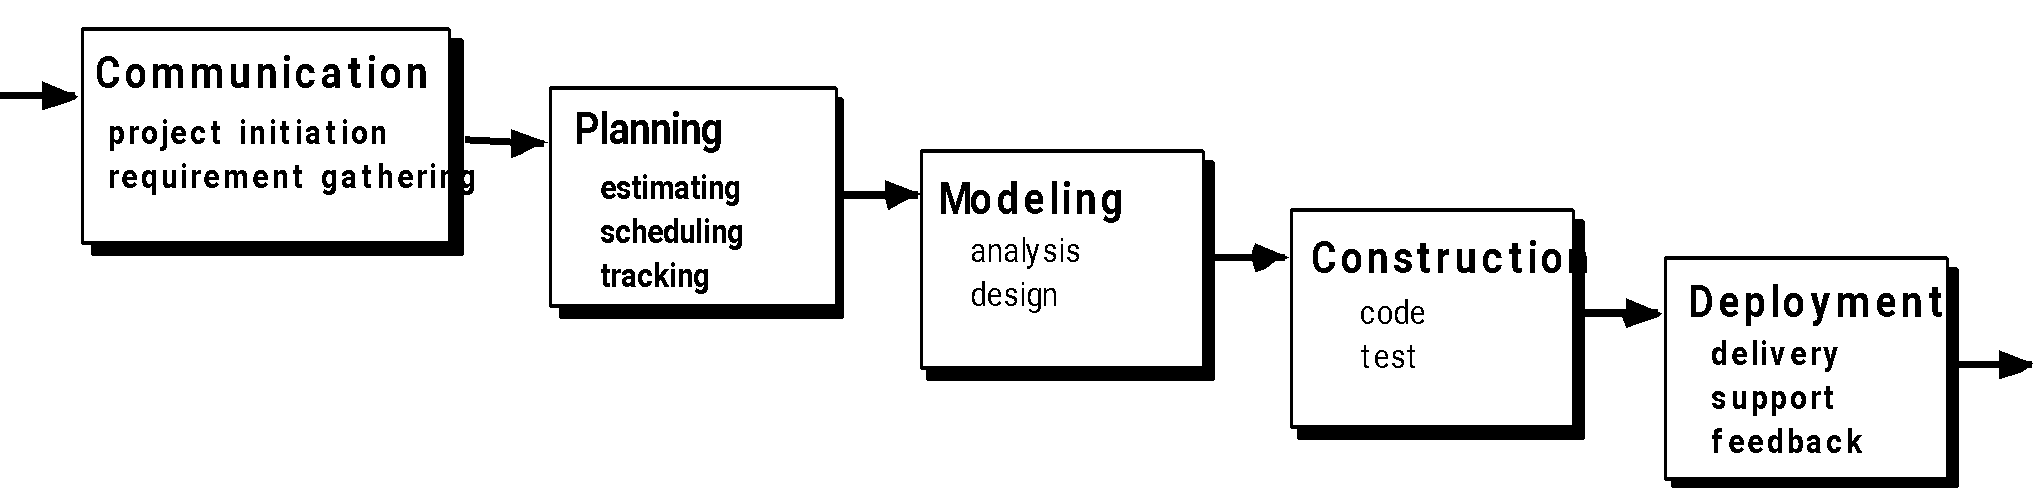 Communication
project initiation
requirement gathering
Planning
estimating
scheduling
tracking
Modeling
analysis
design
Construction
code
test
Deployment
delivery
support
feedback